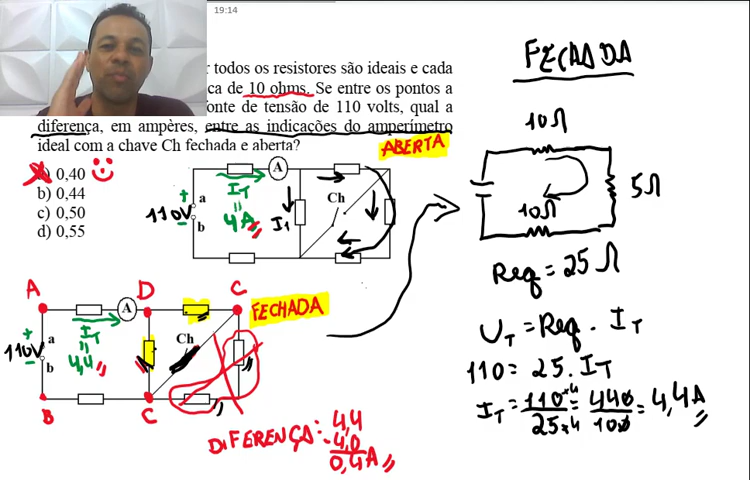 19:14
todos os resistores são ideais e cada
ca de 10 ohms. Se entre os pontos a
onte de tensão de 110 volts, qual a
diferença, em ampères, entre as indicações do amperímetro
ideal com a chave Ch fechada e aberta?
ABERTA
a) 0,40
b) 0,44
c) 0,50
d) 0,55
A
+
a
110V
b
-
IT
=
4A
I1
Ch
FECHADA
10Ω
5Ω
10Ω
Req = 25 Ω
UT = Req . IT
110 = 25 . IT
IT = 110 x4 = 440 = 4,4A
25 x4 100
A
D
C
FECHADA
A
+
a
110V
b
-
IT
=
4,4
Ch
B
C
DIFERENÇA: 4,4
-4,0
0,4A